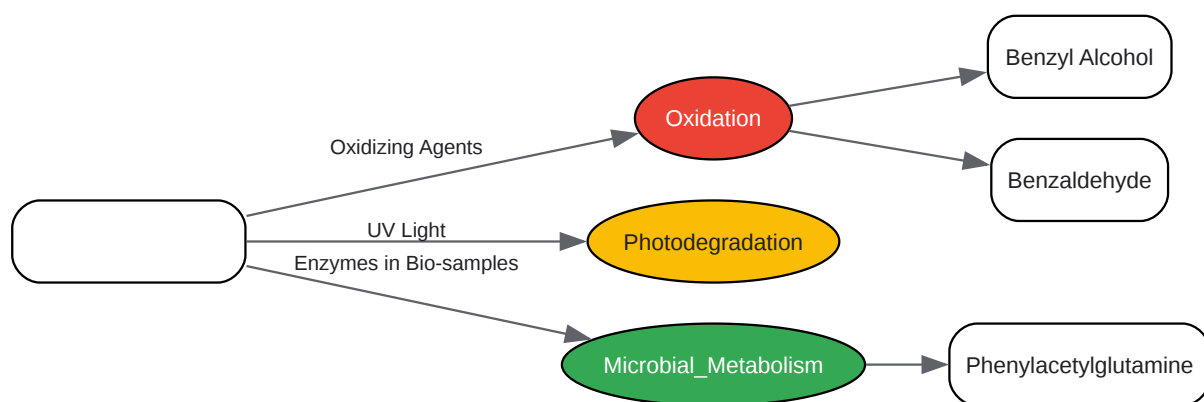 Benzyl Alcohol
Oxidation
Oxidizing Agents
Benzaldehyde
UV Light
Photodegradation
Enzymes in Bio-samples
Microbial_Metabolism
Phenylacetylglutamine